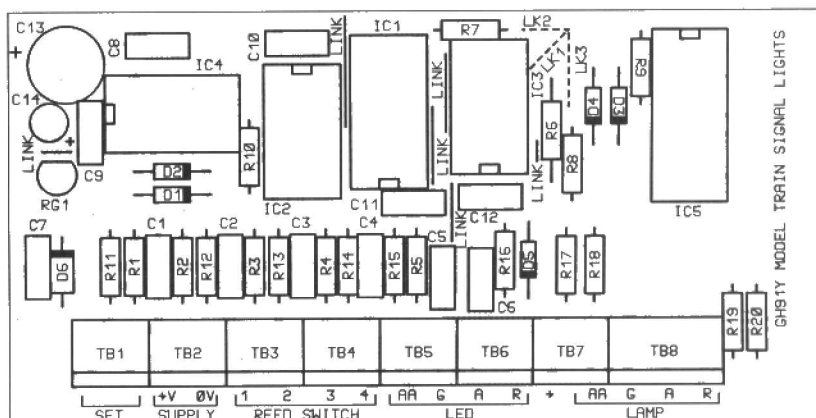 C13
C8
C10
LINK
IC1
R7
LK2
+
IC4
LK1
IC3
LK3
R9
C14
LINK
LINK
D4
D3
LINK
+
R10
R6
R8
C9
D2
LINK
LINK
RG1
D1
IC2
C11
C12
IC5
LINK
GH91Y MODEL TRAIN SIGNAL LIGHTS
C7
C1
C2
C3
C4
C5
D6
R11
R1
R2
R12
R3
R13
R4
R14
R15
R5
R16
D5
R17
R18
C6
R19
R20
TB1
TB2
TB3
TB4
TB5
TB6
TB7
TB8
+V 0V 1 2 3 4 AA G A R + AA G A R
SET SUPPLY REED SWITCH LED LAMP